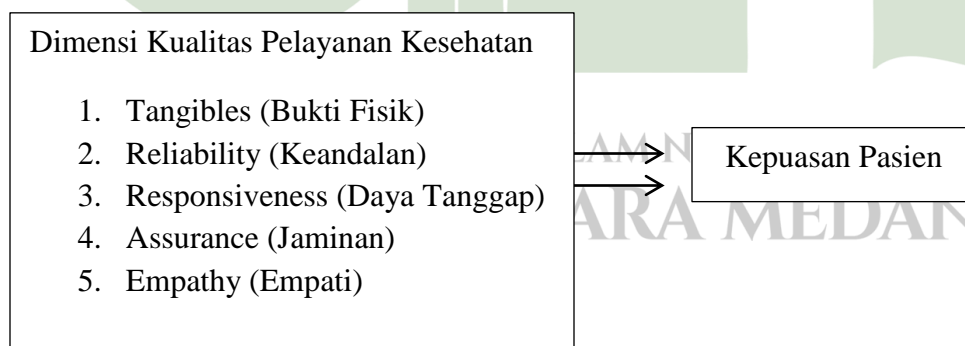 Dimensi Kualitas Pelayanan Kesehatan
1. Tangibles (Bukti Fisik)
2. Reliability (Keandalan)
3. Responsiveness (Daya Tanggap)
4. Assurance (Jaminan)
5. Empathy (Empati)
Kepuasan Pasien
MEDAN